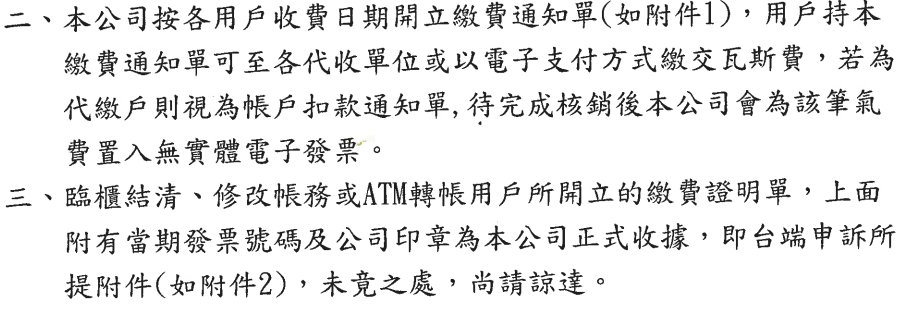 二、本公司按各用戶收費日期開立繳費通知單(如附件1)，用戶持本
繳費通知單可至各代收單位或以電子支付方式繳交瓦斯費，若為
代繳戶則視為帳戶扣款通知單,待完成核銷後本公司會為該筆氣
費置入無實體電子發票。
三、臨櫃結清、修改帳務或ATM轉帳用戶所開立的繳費證明單，上面
附有當期發票號碼及公司印章為本公司正式收據，即台端申訴所
提附件(如附件2)，未竟之處，尚請諒達。